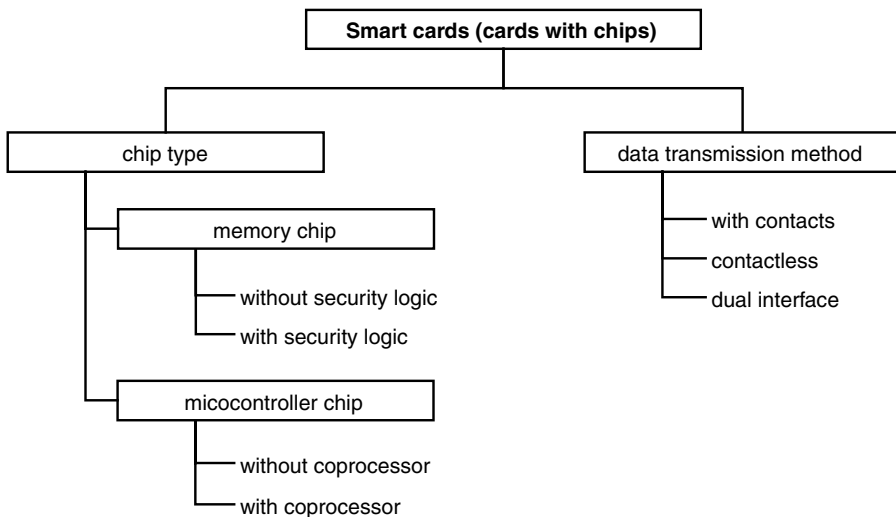 Smart cards (cards with chips)
chip type
data transmission method
memory chip
with contacts
contactless
dual interface
without security logic
with security logic
micocontroller chip
without coprocessor
with coprocessor